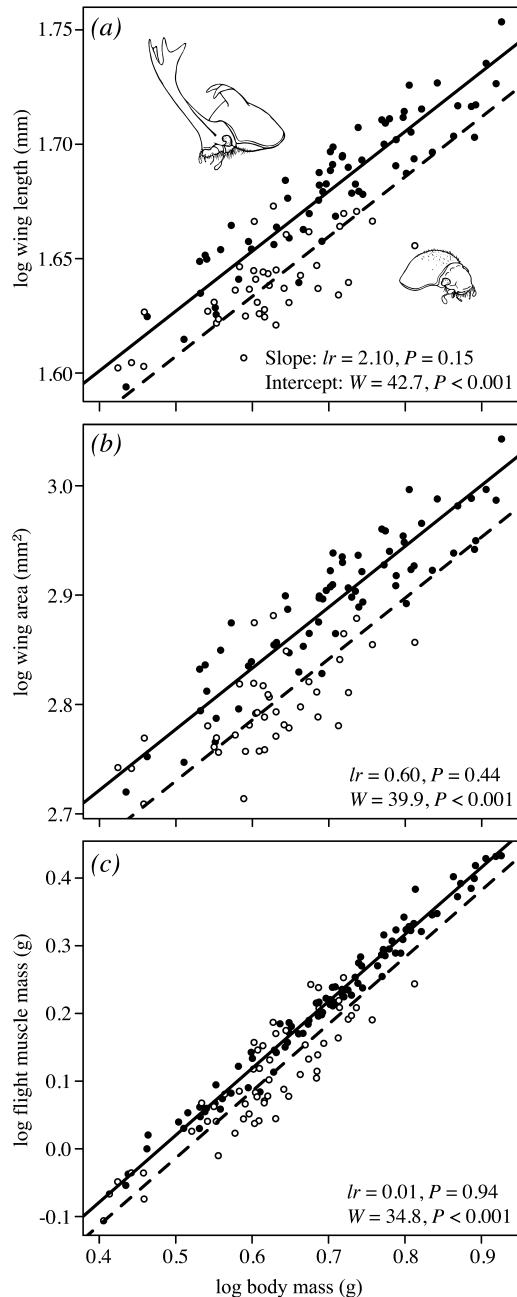 (a)
log wing length (mm)
1.75
1.70
1.65
1.60
Slope: lr = 2.10, P = 0.15
Intercept: W = 42.7, P < 0.001
(b)
log wing area (mm²)
3.0
2.9
2.8
2.7
lr = 0.60, P = 0.44
W = 39.9, P < 0.001
(c)
log flight muscle mass (g)
0.4
0.3
0.2
0.1
0.0
-0.1
lr = 0.01, P = 0.94
W = 34.8, P < 0.001
0.4 0.5 0.6 0.7 0.8 0.9
log body mass (g)